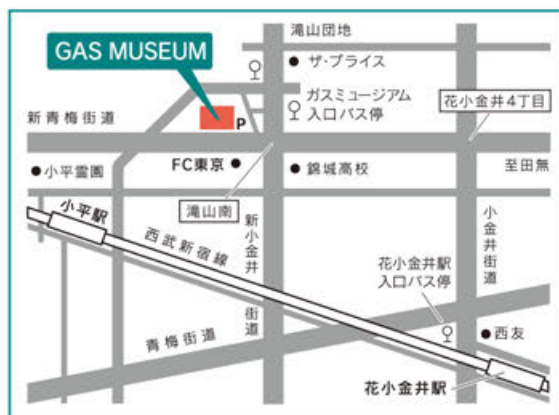 滝山団地
GAS MUSEUM
ザ・プライス
ガスミュージアム
入口バス停
花小金井4丁目
新青梅街道
P
FC東京
錦城高校
至田無
小平霊園
滝山南
小平駅
西武新宿線
新小金井
街道
小金井街道
花小金井駅
入口バス停
青梅街道
西友
花小金井駅